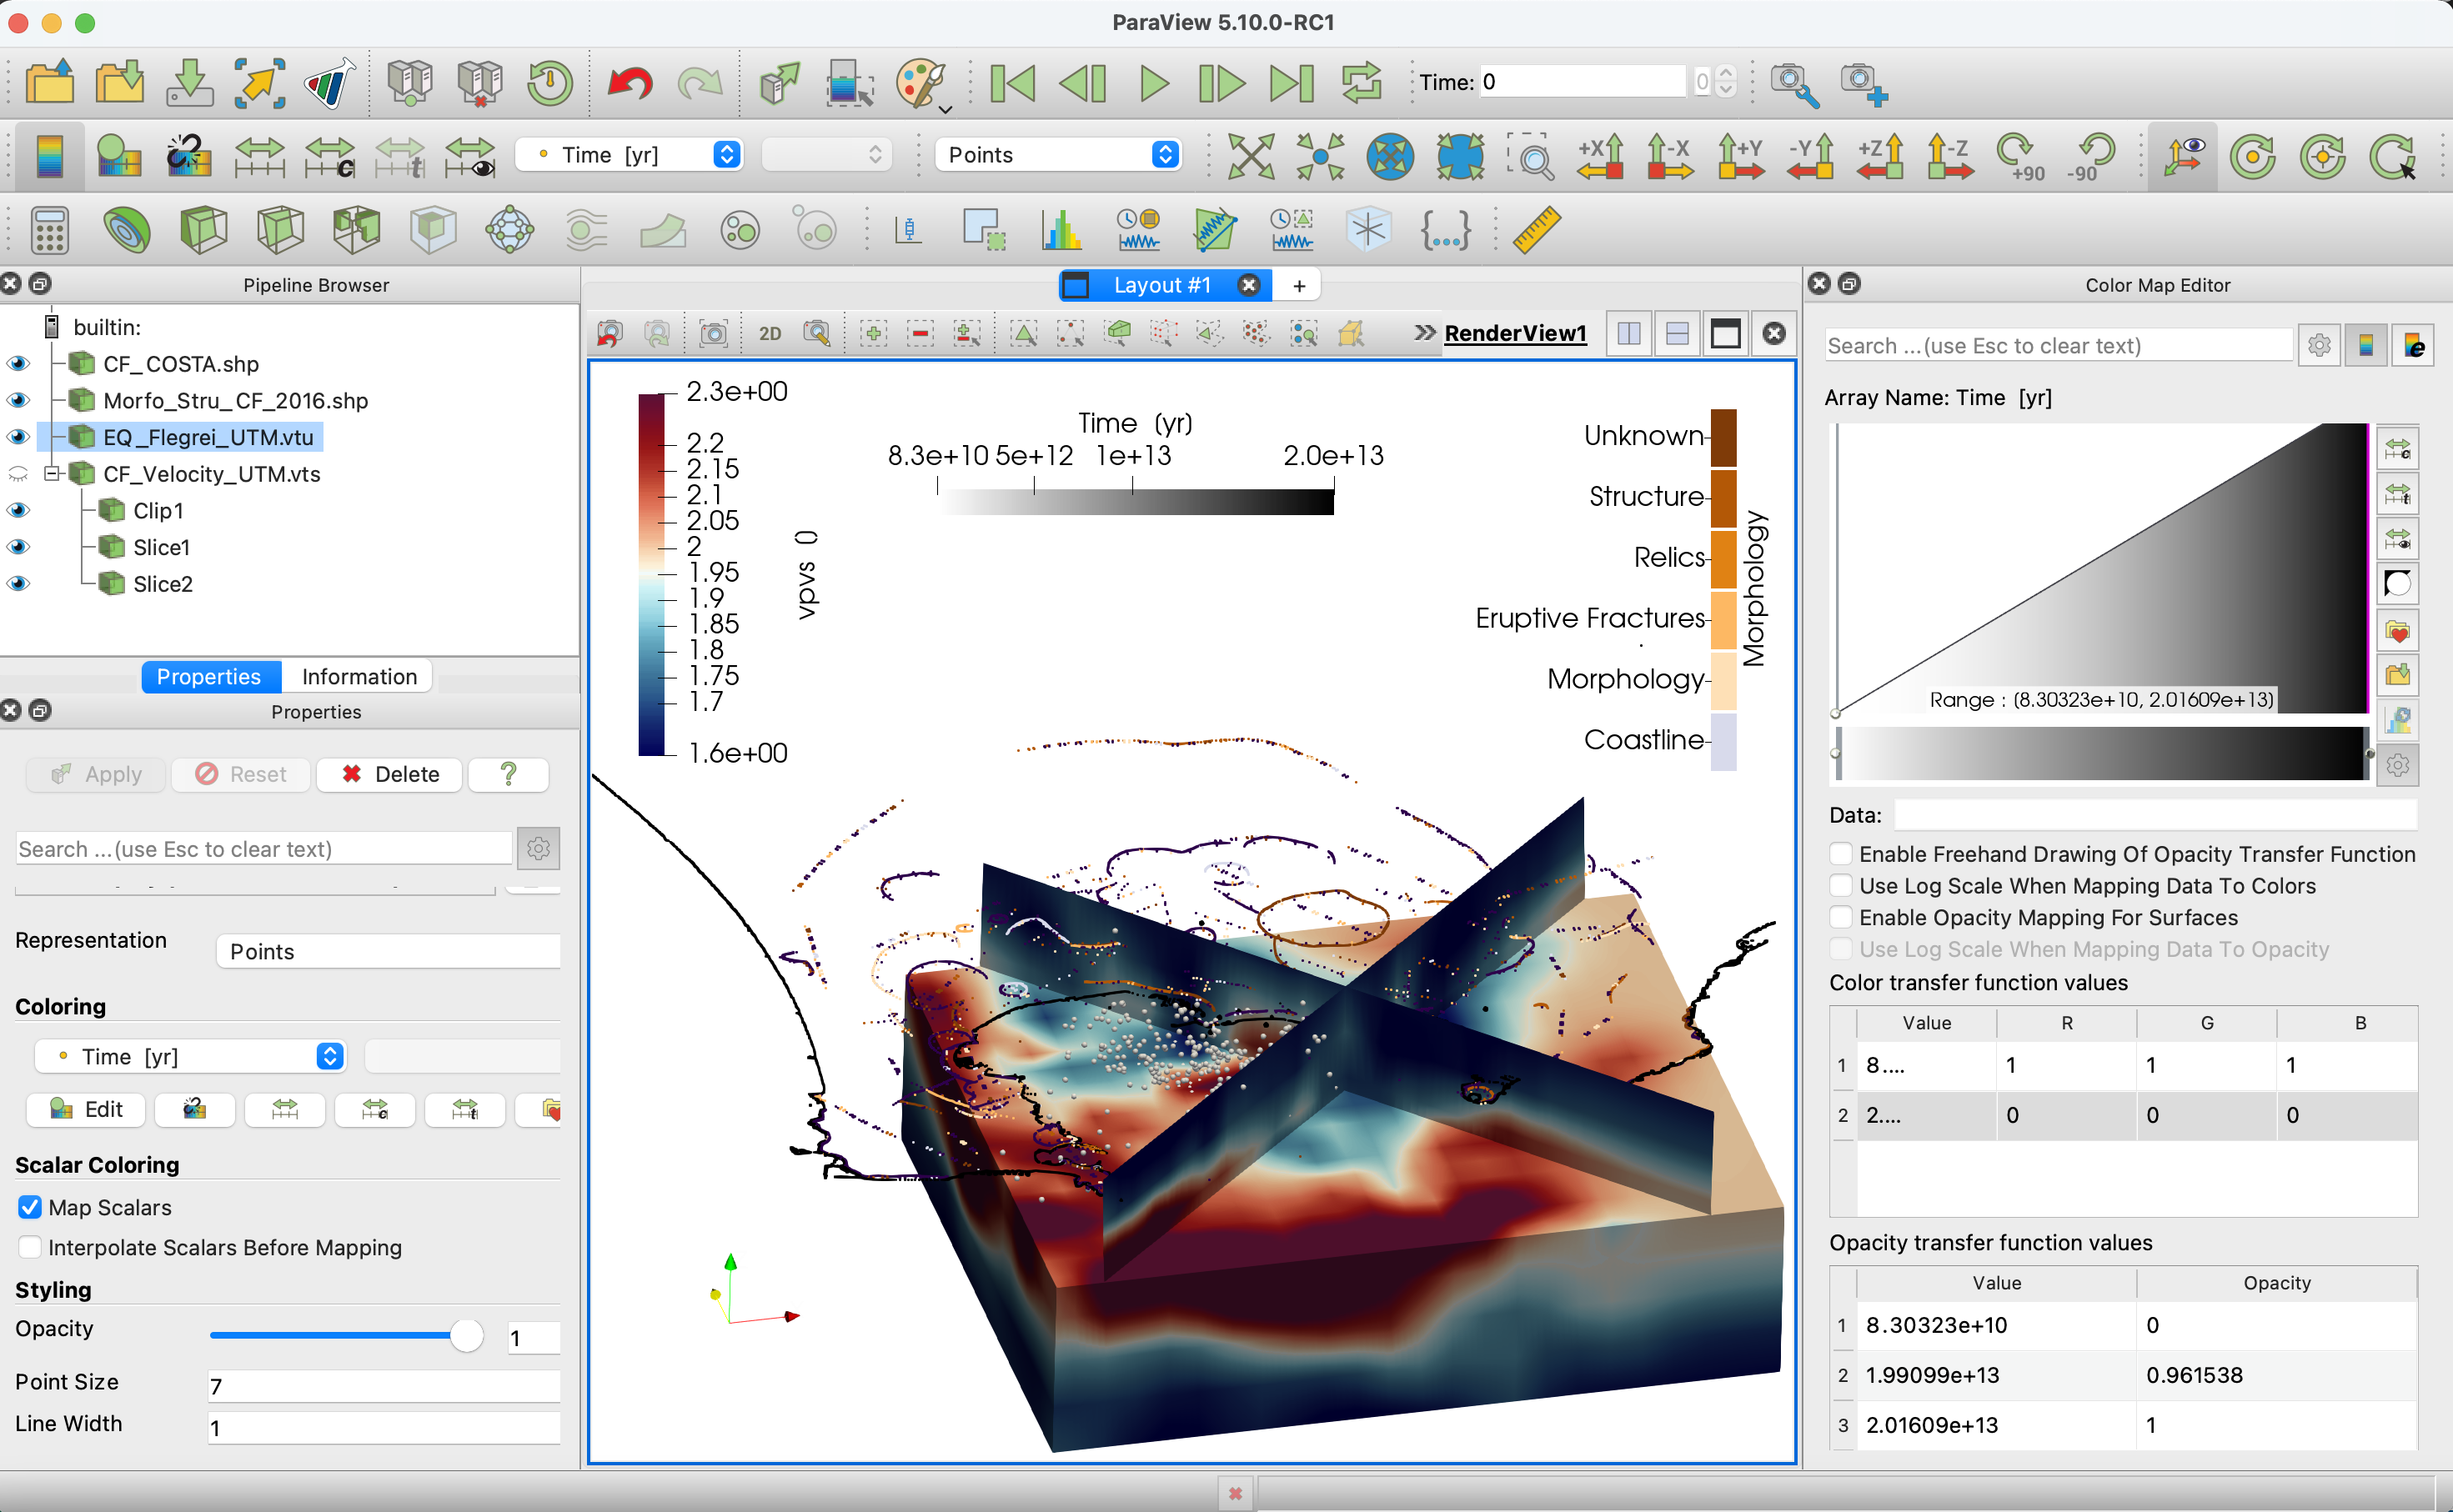 ParaView 5.10.0-RC1
Time: 0
0
Time [yr]
Points
+X
-X
+Y
-Y
+Z
-Z
+90
-90
Pipeline Browser
Layout #1
+
Color Map Editor
builtin:
CF_COSTA.shp
Morfo_Stru_CF_2016.shp
EQ_Flegrei_UTM.vtu
CF_Velocity_UTM.vts
Clip1
Slice1
Slice2
Properties
Information
Properties
Apply
Reset
Delete
?
Search ...(use Esc to clear text)
Representation
Points
Coloring
Time [yr]
Edit
Scalar Coloring
Map Scalars
Interpolate Scalars Before Mapping
Styling
Opacity
1
Point Size
7
Line Width
1
2D
RenderView1
2.3e+00
2.2
2.15
2.1
2.05
2
1.95
1.9
1.85
1.8
1.75
1.7
1.6e+00
vpvs ()
Time (yr)
8.3e+10 5e+12 1e+13 2.0e+13
Unknown
Structure
Relics
Eruptive Fractures
Morphology
Coastline
Morphology
Search ...(use Esc to clear text)
Array Name: Time [yr]
Range : (8.30323e+10, 2.01609e+13)
Data:
Enable Freehand Drawing Of Opacity Transfer Function
Use Log Scale When Mapping Data To Colors
Enable Opacity Mapping For Surfaces
Use Log Scale When Mapping Data To Opacity
Color transfer function values
Value R G B
1 8.... 1 1 1
2 2.... 0 0 0
Opacity transfer function values
Value Opacity
1 8.30323e+10 0
2 1.99099e+13 0.961538
3 2.01609e+13 1